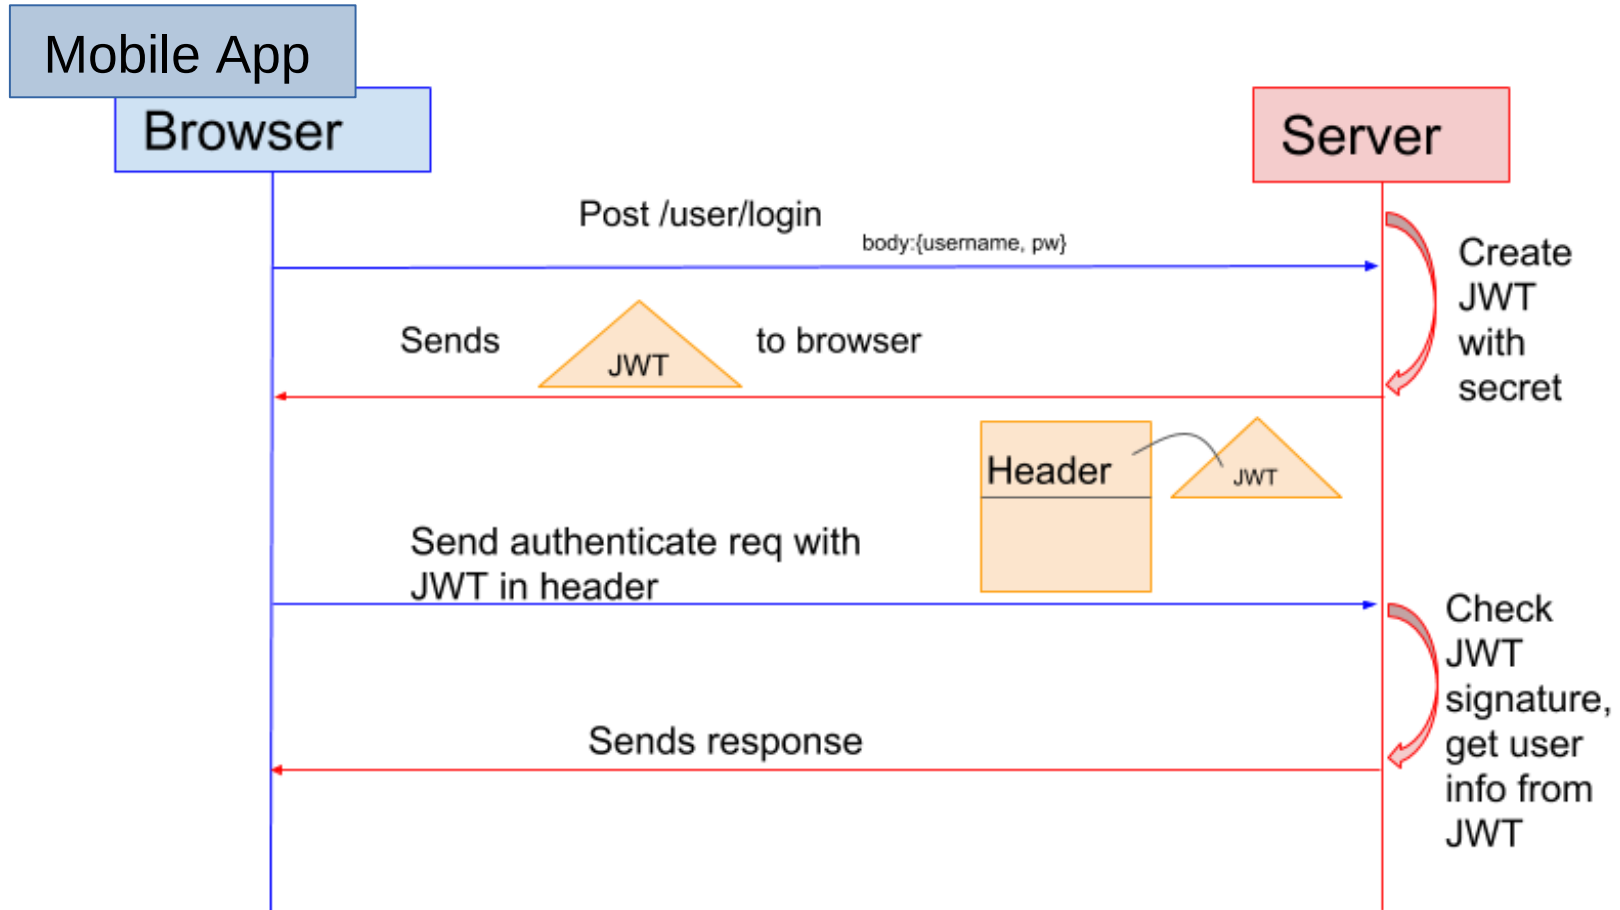 Mobile App
Browser
Server
Post /user/login
body:{username, pw}
Create
JWT
with
secret
Sends
JWT
to browser
Header
JWT
Send authenticate req with
JWT in header
Check
JWT
signature,
get user
info from
JWT
Sends response